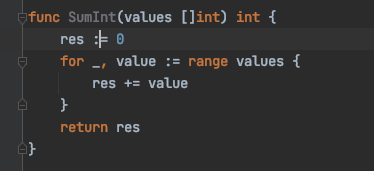 func SumInt(values []int) int {
    res := 0
    for _, value := range values {
        res += value
    }
    return res
}